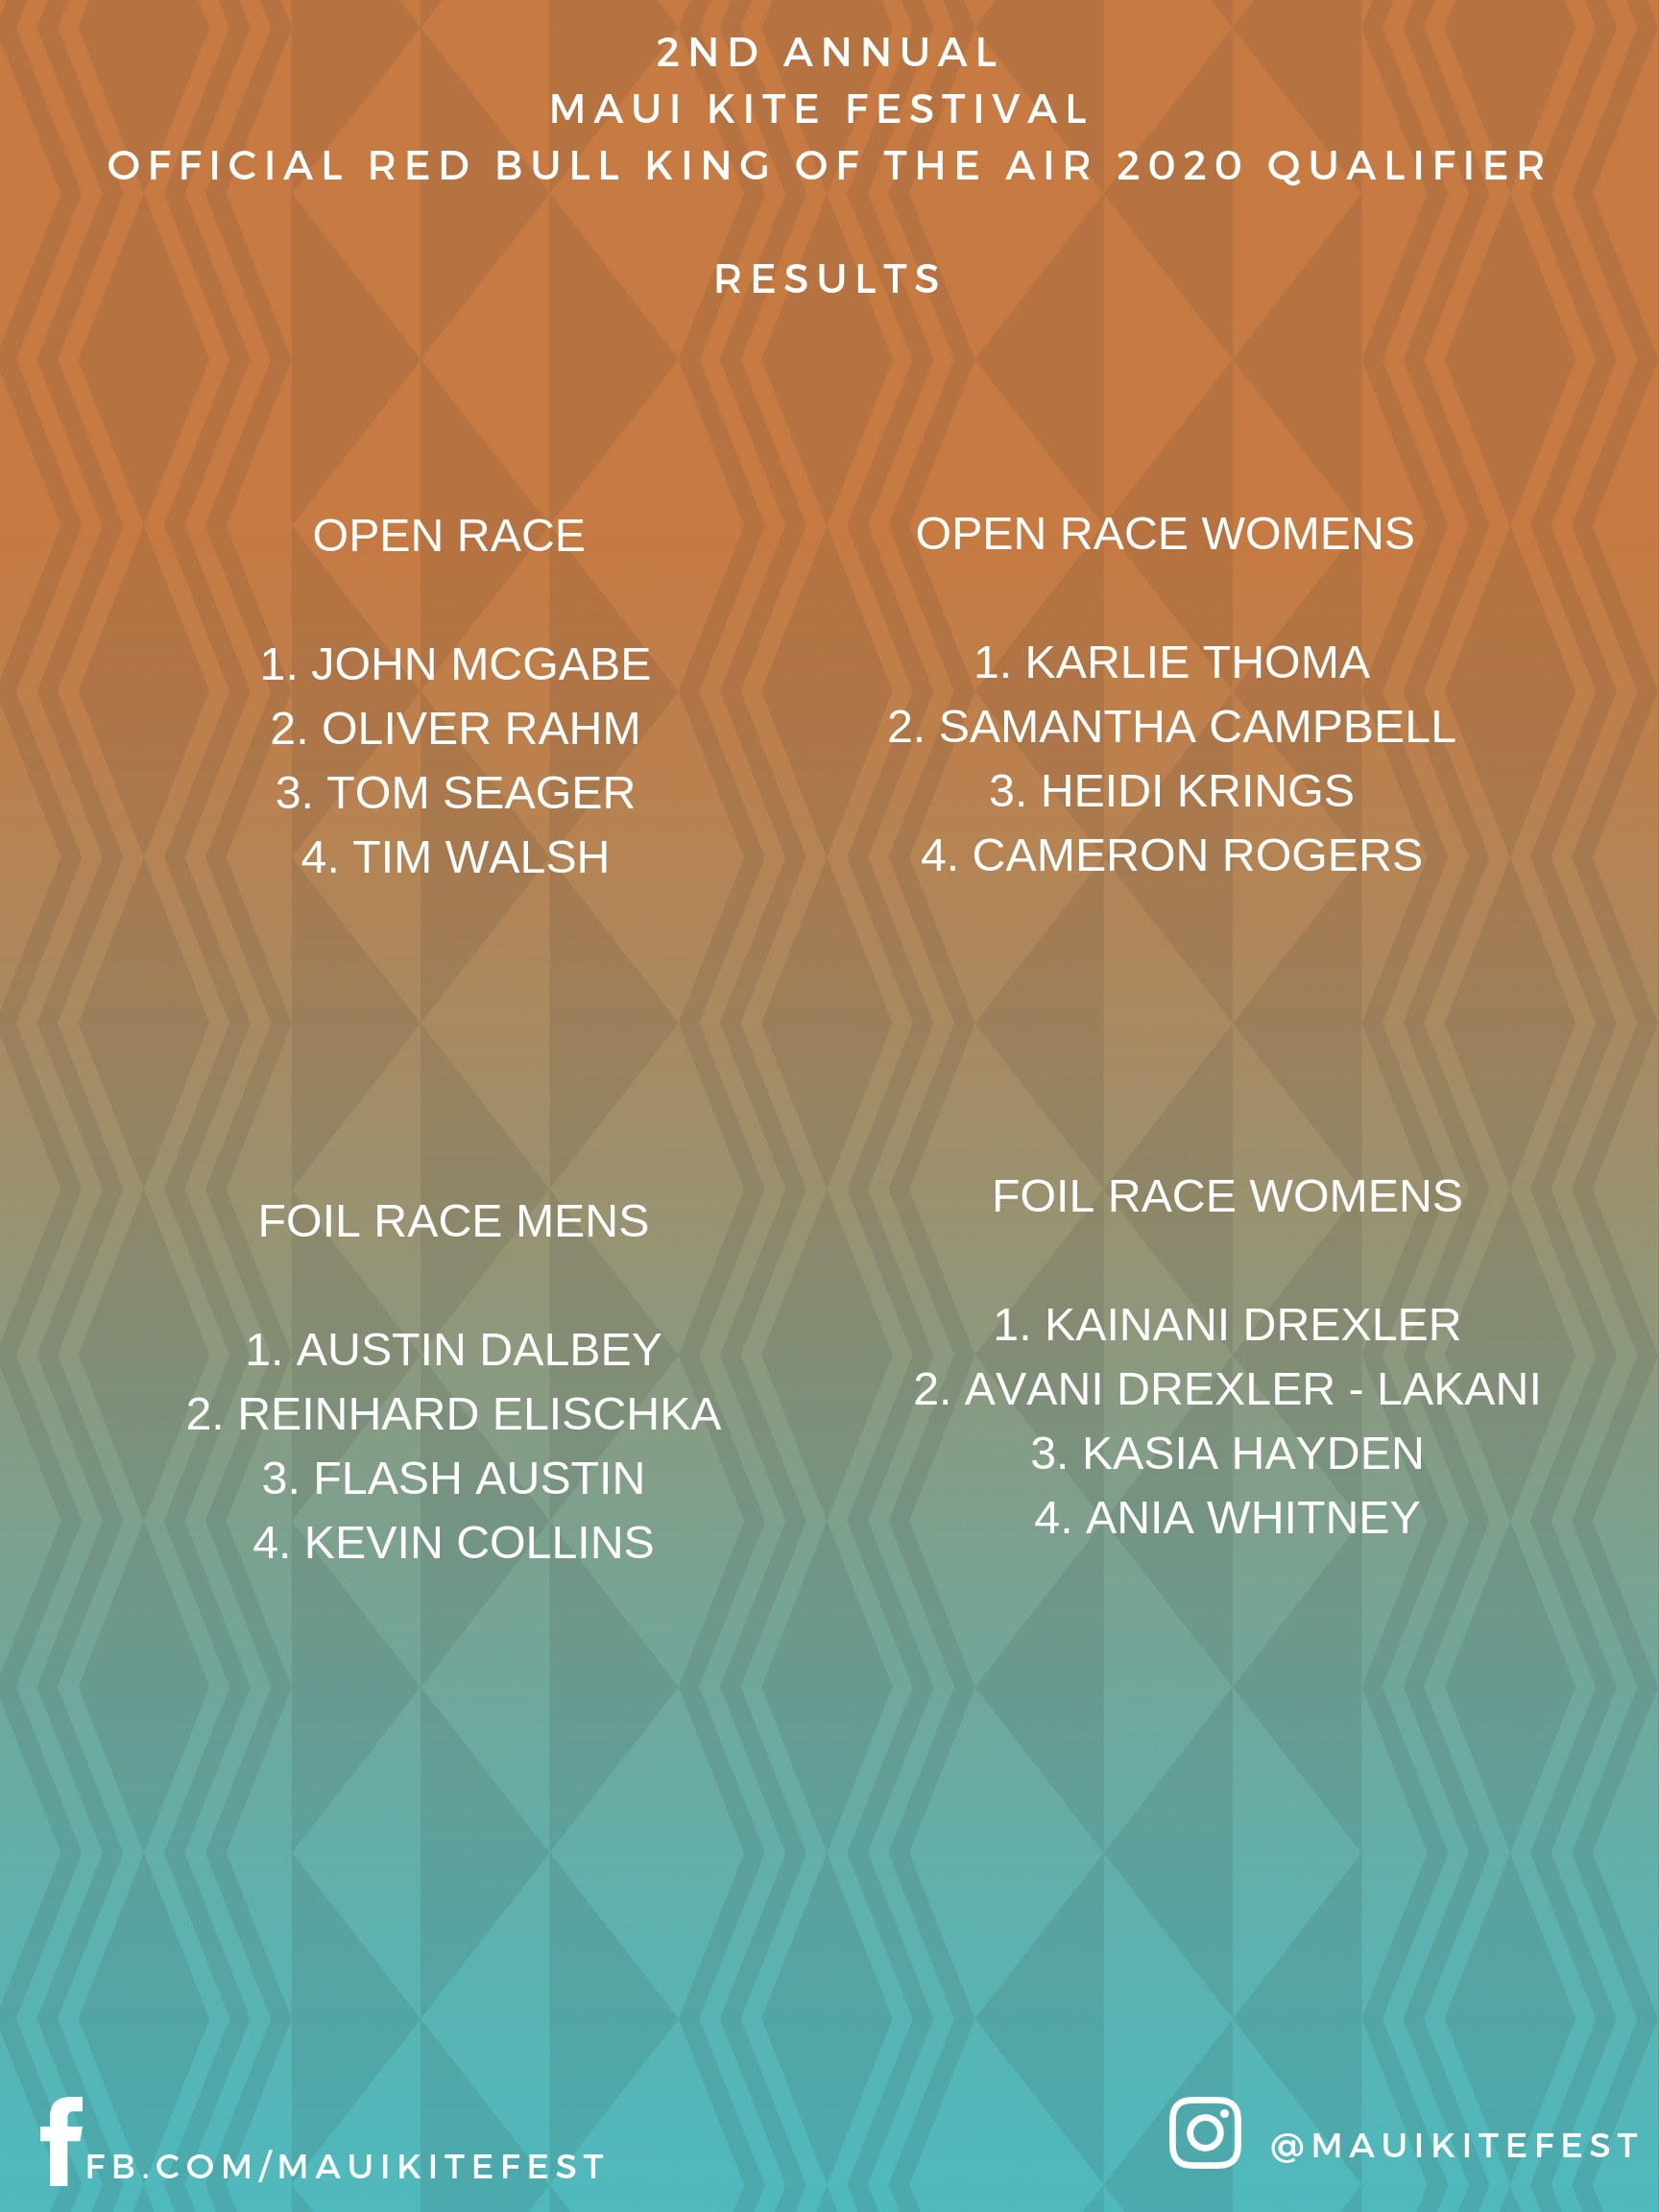 2ND ANNUAL
MAUI KITE FESTIVAL
OFFICIAL RED BULL KING OF THE AIR 2020 QUALIFIER
RESULTS
OPEN RACE
1. JOHN MCGABE
2. OLIVER RAHM
3. TOM SEAGER
4. TIM WALSH
OPEN RACE WOMENS
1. KARLIE THOMA
2. SAMANTHA CAMPBELL
3. HEIDI KRINGS
4. CAMERON ROGERS
FOIL RACE MENS
1. AUSTIN DALBEY
2. REINHARD ELISCHKA
3. FLASH AUSTIN
4. KEVIN COLLINS
FOIL RACE WOMENS
1. KAINANI DREXLER
2. AVANI DREXLER - LAKANI
3. KASIA HAYDEN
4. ANIA WHITNEY
FB.COM/MAUIKITEFEST
@MAUIKITEFEST